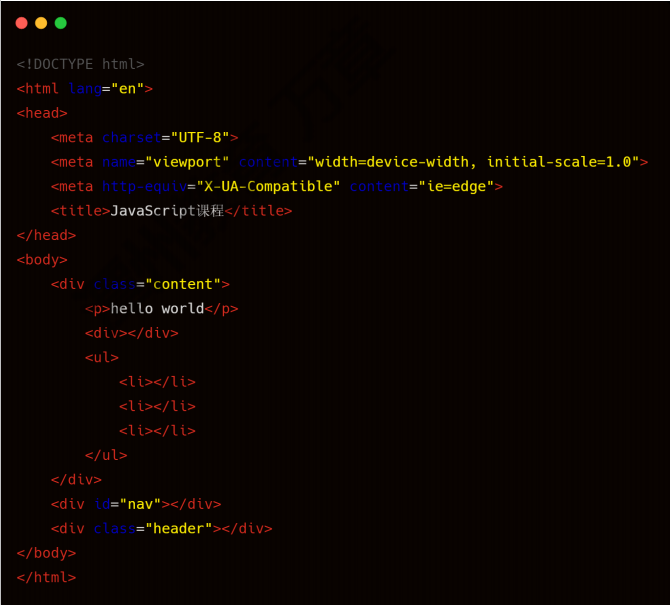 <!DOCTYPE html>
<html lang="en">
<head>
    <meta charset="UTF-8">
    <meta name="viewport" content="width=device-width, initial-scale=1.0">
    <meta http-equiv="X-UA-Compatible" content="ie=edge">
    <title>JavaScript课程</title>
</head>
<body>
    <div class="content">
        <p>hello world</p>
        <div></div>
        <ul>
            <li></li>
            <li></li>
            <li></li>
        </ul>
    </div>
    <div id="nav"></div>
    <div class="header"></div>
</body>
</html>